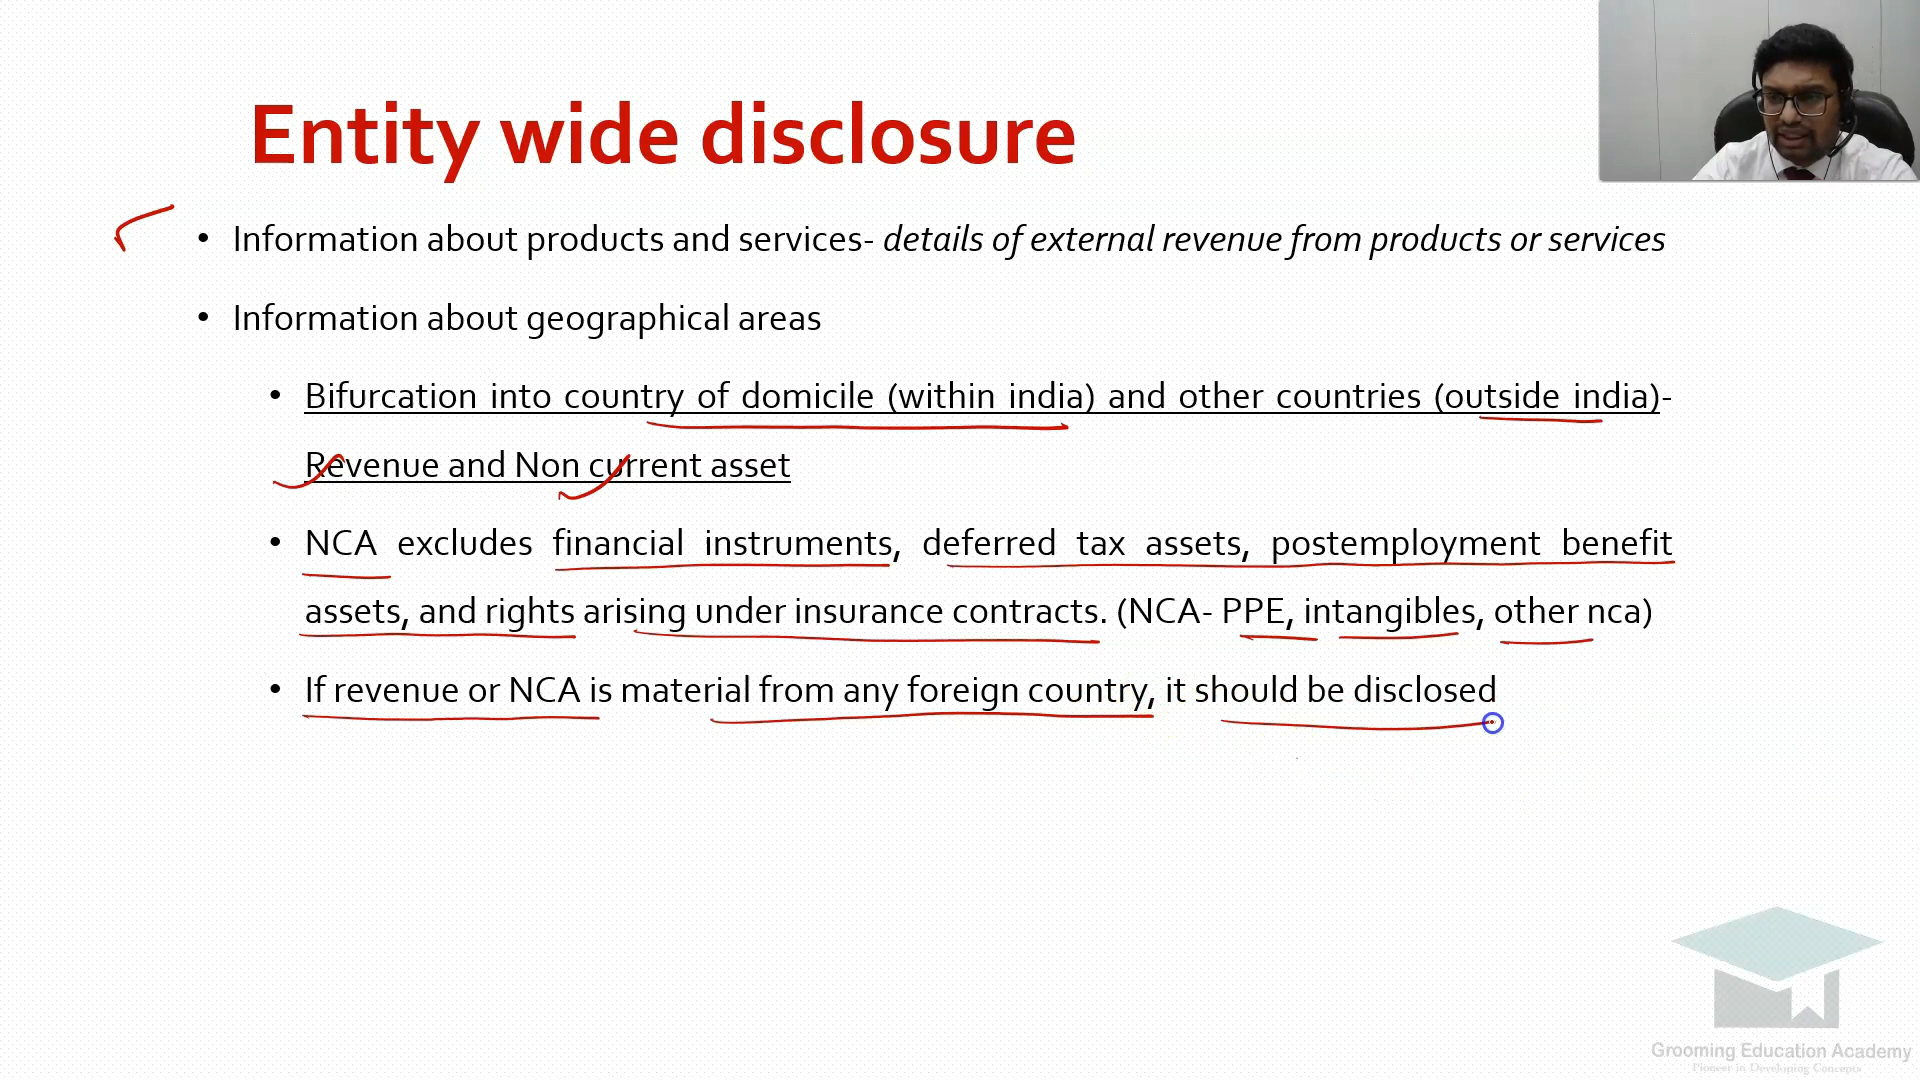 Entity wide disclosure
• Information about products and services- details of external revenue from products or services
• Information about geographical areas
• Bifurcation into country of domicile (within india) and other countries (outside india)-
Revenue and Non current asset
• NCA excludes financial instruments, deferred tax assets, postemployment benefit
assets, and rights arising under insurance contracts. (NCA- PPE, intangibles, other nca)
• If revenue or NCA is material from any foreign country, it should be disclosed
Grooming Education Academy
Pioneer in Developing Concepts